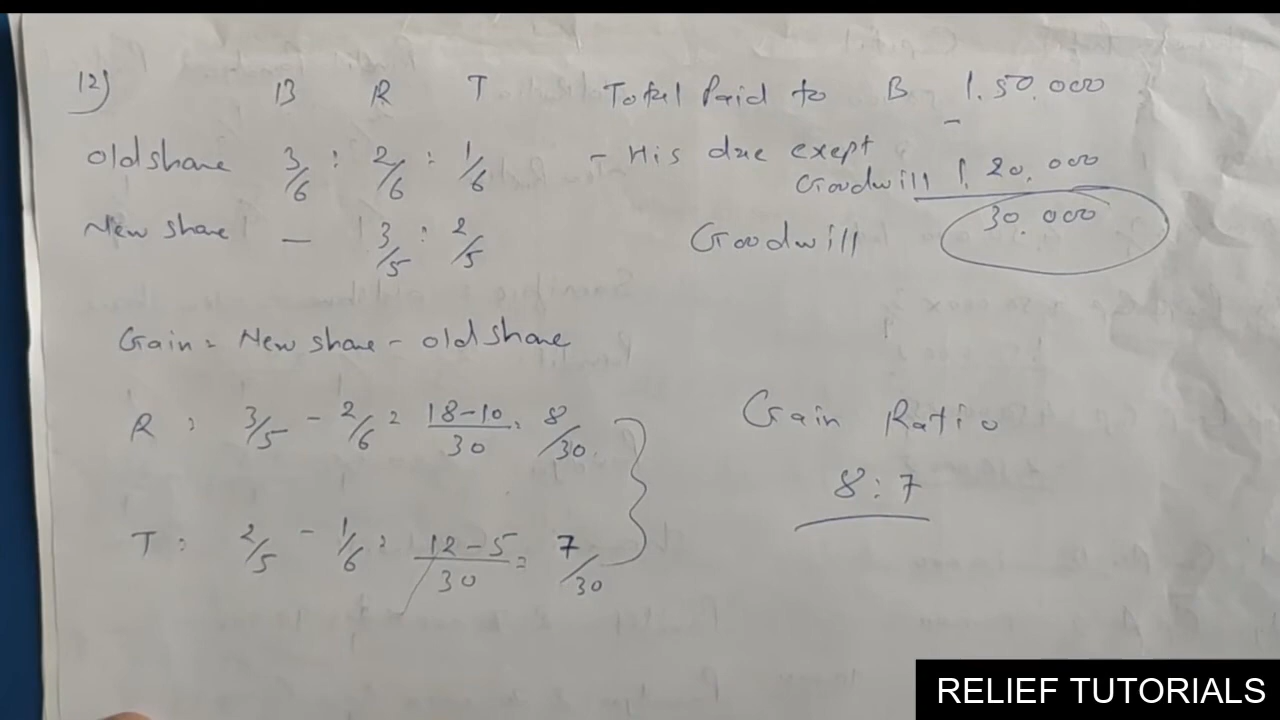 12)
B R T Total Paid to B 1,50,000
Old share 3/6 : 2/6 : 1/6 - His due exept
Goodwill 1,20,000
New share - 3/5 : 2/5 Goodwill 30,000
Gain = New share - old share
R = 3/5 - 2/6 = 18-10/30 = 8/30
Gain Ratio
8:7
T = 2/5 - 1/6 = 12-5/30 = 7/30
RELIEF TUTORIALS